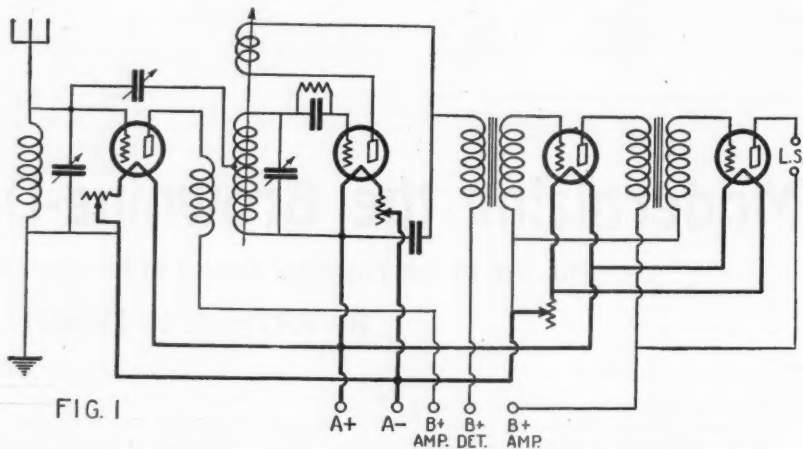 L.S.
FIG. 1
A+ A- B+ B+ B+
AMP. DET. AMP.